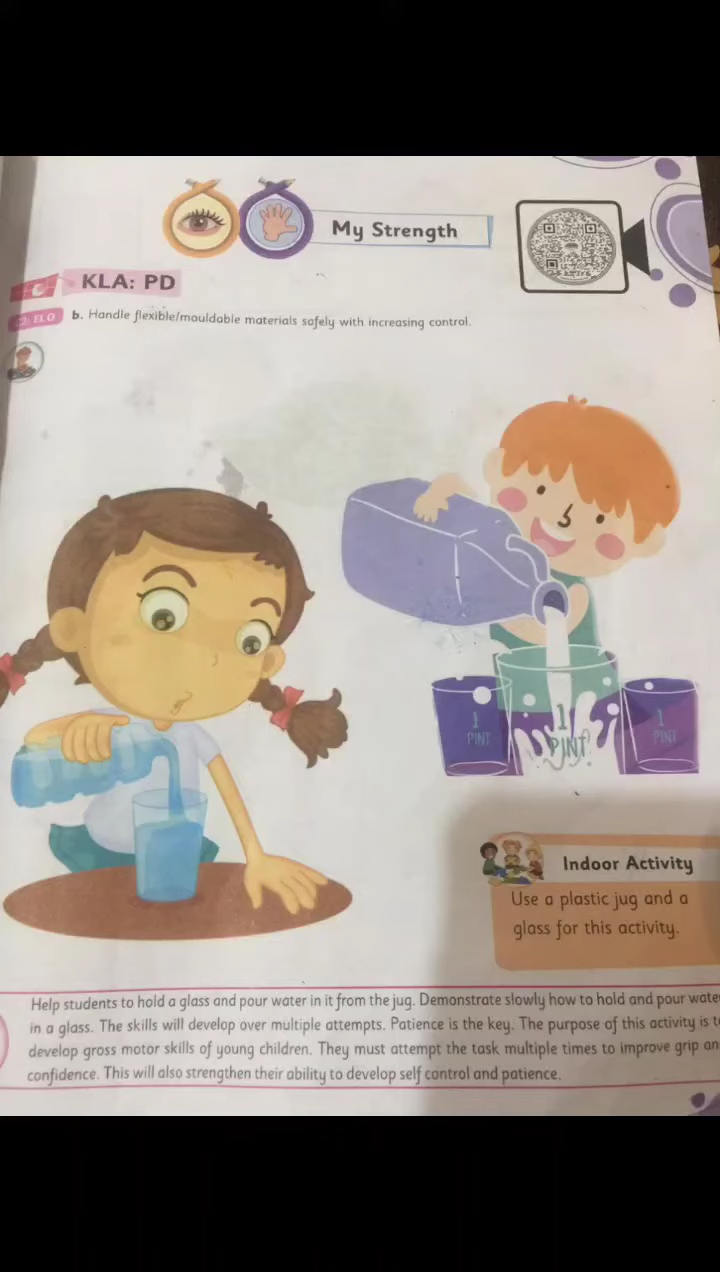 My Strength
KLA: PD
ELO
b. Handle flexible/mouldable materials safely with increasing control.
1
PINT
1
PINT
1
PINT
Indoor Activity
Use a plastic jug and a
glass for this activity.
Help students to hold a glass and pour water in it from the jug. Demonstrate slowly how to hold and pour
in a glass. The skills will develop over multiple attempts. Patience is the key. The purpose of this activity is
develop gross motor skills of young children. They must attempt the task multiple times to improve grip
confidence. This will also strengthen their ability to develop self control and patience.